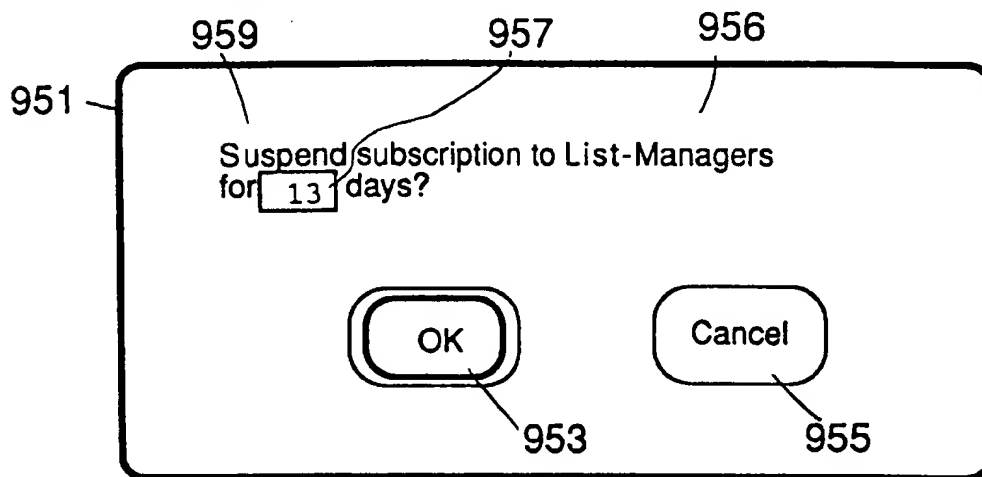 959 957 956
951
Suspend subscription to List-Managers
for 13 days?
OK Cancel
953 955